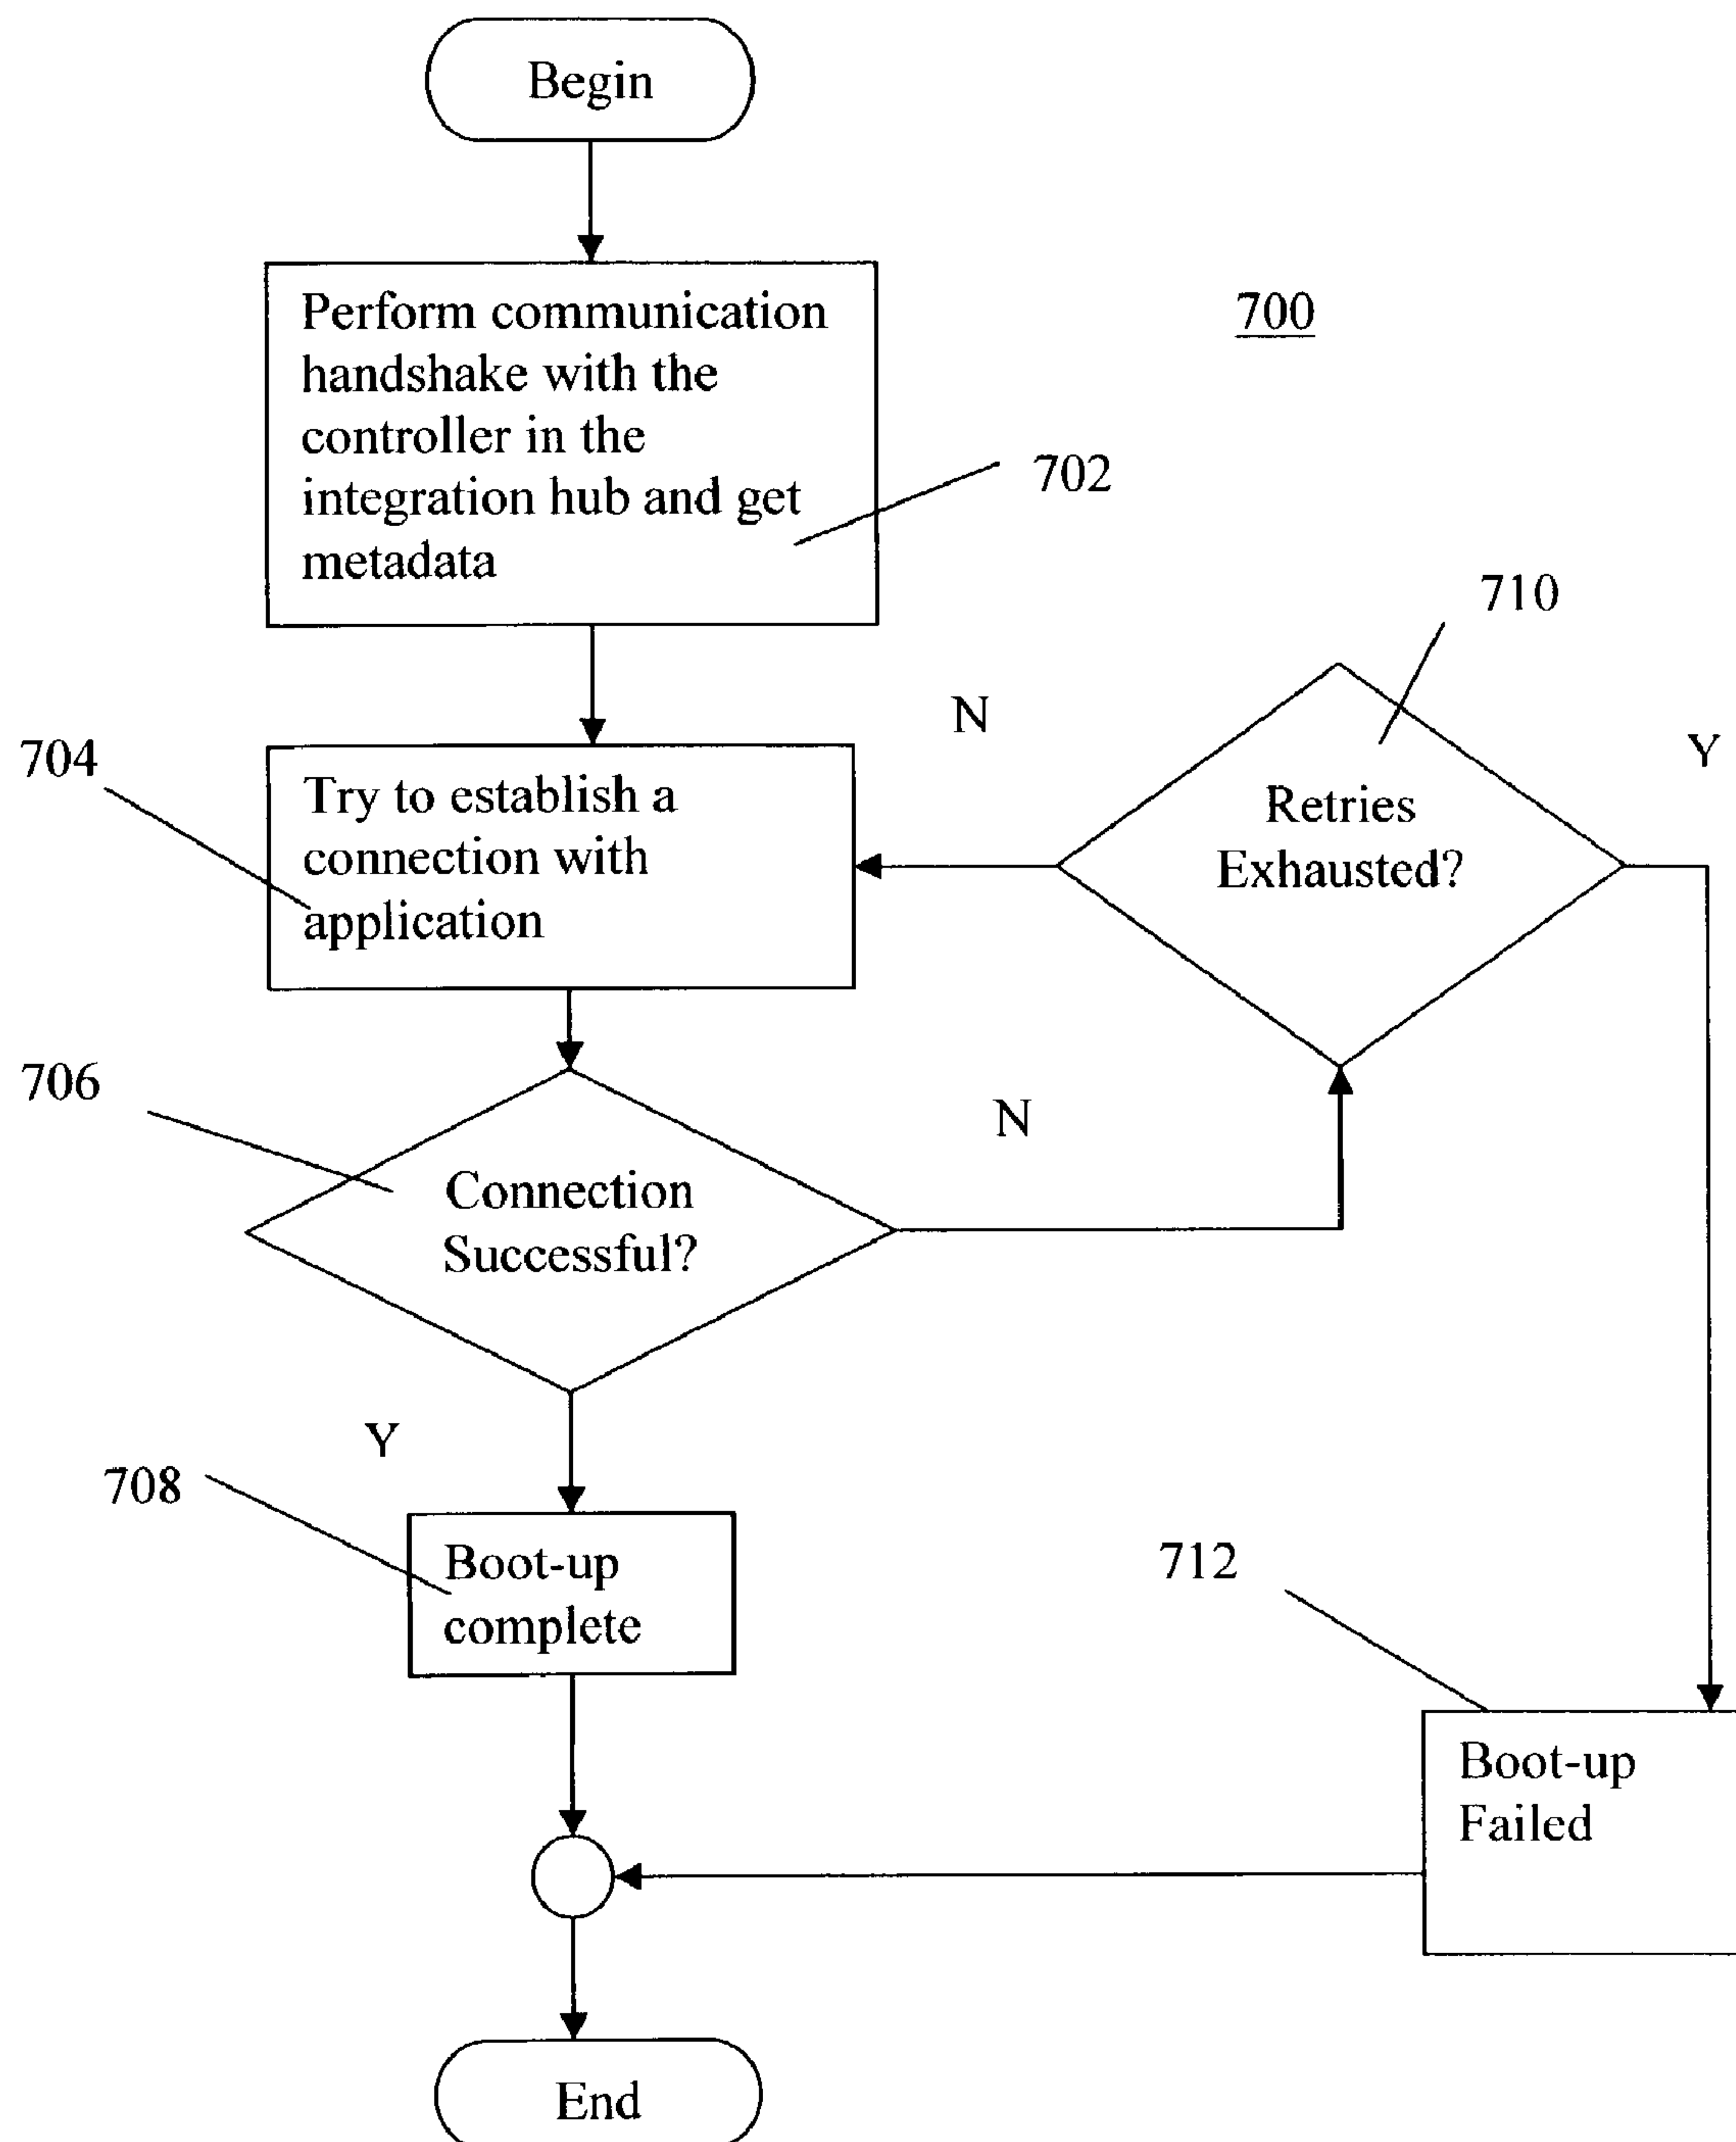 Begin
Perform communication
handshake with the
controller in the
integration hub and get
metadata
700
702
710
N
Y
704
Try to establish a
connection with
application
Retries
Exhausted?
706
N
Connection
Successful?
Y
708
Boot-up
complete
712
Boot-up
Failed
End